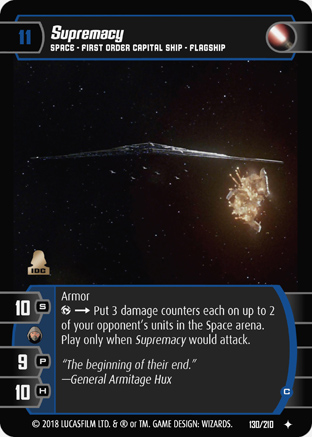 11
Supremacy
SPACE - FIRST ORDER CAPITAL SHIP - FLAGSHIP
IDC
10 S
Armor
Put 3 damage counters each on up to 2
of your opponent's units in the Space arena.
Play only when Supremacy would attack.
9 P
"The beginning of their end."
10 H
—General Armitage Hux
C
© 2018 LUCASFILM LTD. & ® or TM. GAME DESIGN: WIZARDS.
130/210